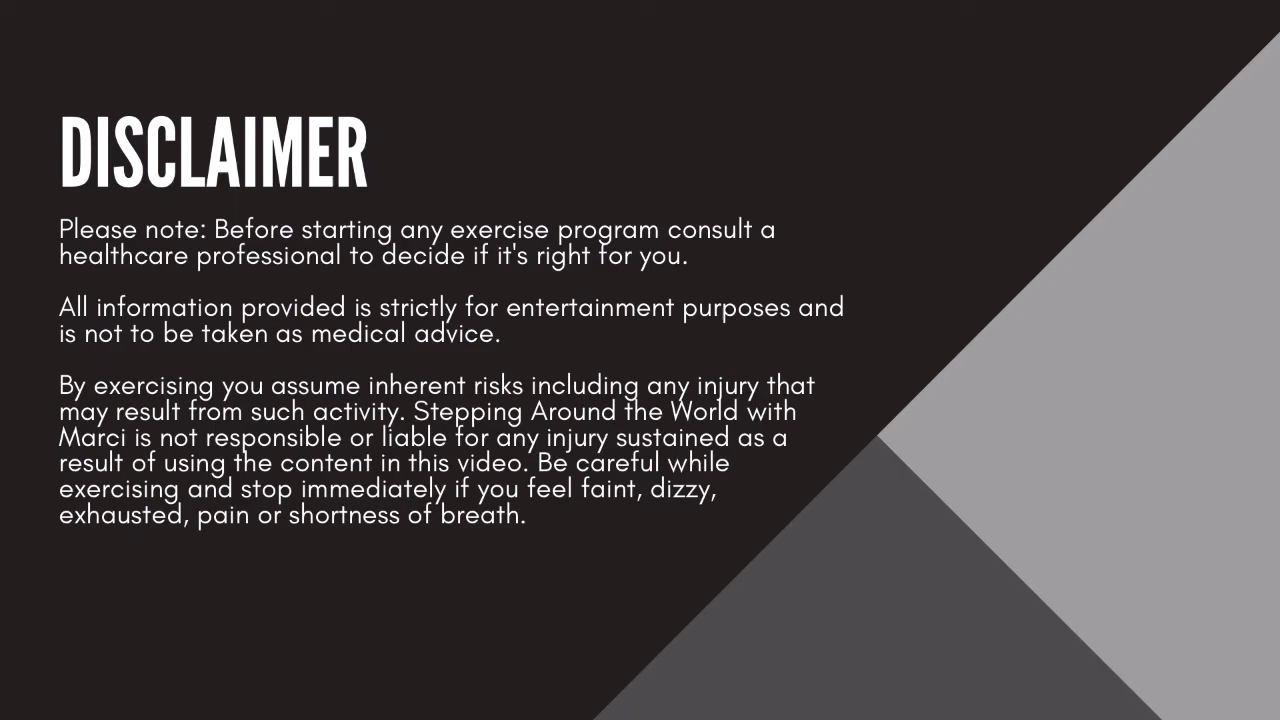 DISCLAIMER
Please note: Before starting any exercise program consult a
healthcare professional to decide if it's right for you.
All information provided is strictly for entertainment purposes and
is not to be taken as medical advice.
By exercising you assume inherent risks including any injury that
may result from such activity. Stepping Around the World with
Marci is not responsible or liable for any injury sustained as a
result of using the content in this video. Be careful while
exercising and stop immediately if you feel faint, dizzy,
exhausted, pain or shortness of breath.